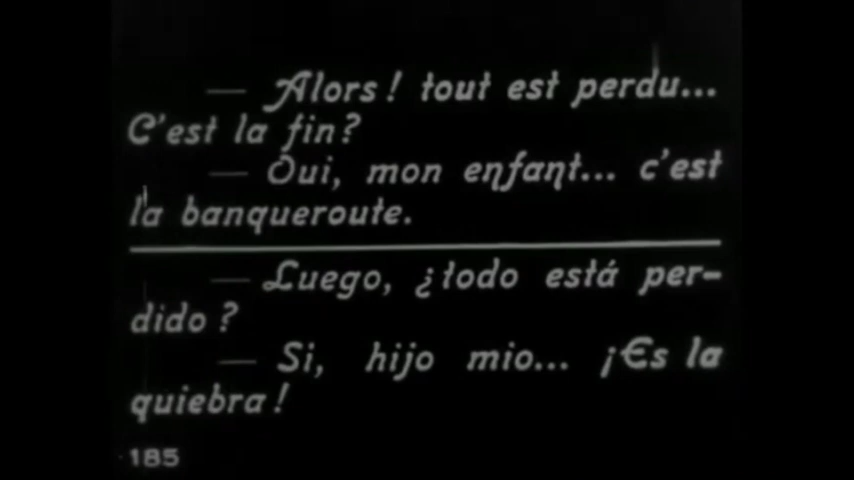 — Alors! tout est perdu...
C'est la fin?
— Oui, mon enfant... c'est
la banqueroute.
— Luego, ¿todo está per-
dido?
— Si, hijo mio... ¡Es la
quiebra!
185